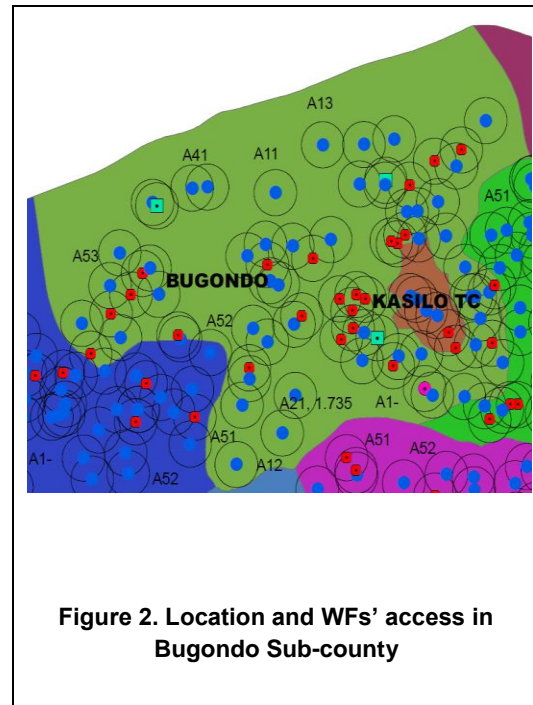 A13
A41 A11
A51
A53
BUGONDO
KASILO TC
A52
A21, 1.735 A1-
A51
A51
A52
A1-
A12
A52
Figure 2. Location and WFs’ access in
Bugondo Sub-county